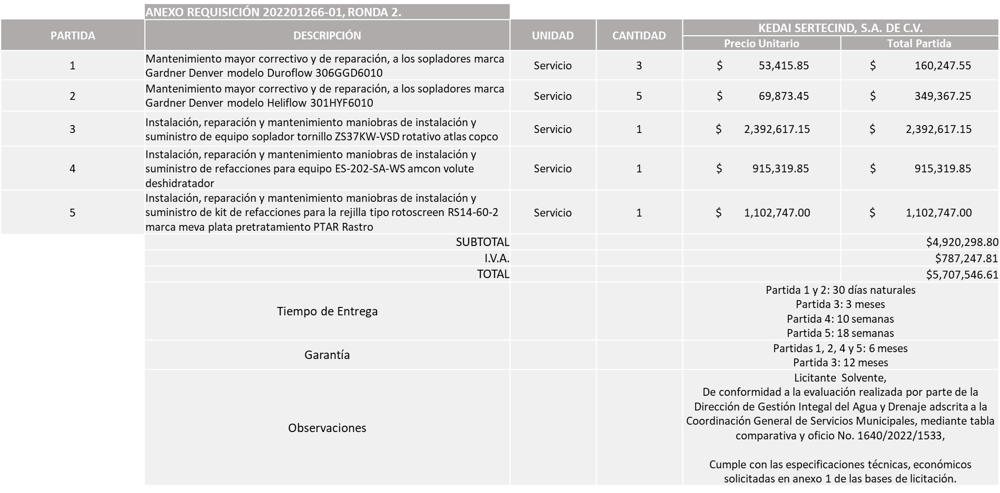 ANEXO REQUISICIÓN 202201266-01, RONDA 2.
PARTIDA
DESCRIPCIÓN
UNIDAD
CANTIDAD
KEDAI SERTECIND, S.A. DE C.V.
Precio Unitario
Total Partida
1
Mantenimiento mayor correctivo y de reparación, a los sopladores marca
Gardner Denver modelo Duroflow 306GGD6010
Servicio
3
$ 53,415.85
$ 160,247.55
2
Mantenimiento mayor correctivo y de reparación, a los sopladores marca
Gardner Denver modelo Heliflow 301HYF6010
Servicio
5
$ 69,873.45
$ 349,367.25
3
Instalación, reparación y mantenimiento maniobras de instalación y
suministro de equipo soplador tornillo ZS37KW-VSD rotativo atlas copco
Servicio
1
$ 2,392,617.15
$ 2,392,617.15
4
Instalación, reparación y mantenimiento maniobras de instalación y
suministro de refacciones para equipo ES-202-SA-WS amcon volute
deshidratador
Servicio
1
$ 915,319.85
$ 915,319.85
5
Instalación, reparación y mantenimiento maniobras de instalación y
suministro de kit de refacciones para la rejilla tipo rotoscreen RS14-60-2
marca meva plata pretratamiento PTAR Rastro
Servicio
1
$ 1,102,747.00
$ 1,102,747.00
SUBTOTAL
$4,920,298.80
I.V.A.
$787,247.81
TOTAL
$5,707,546.61
Tiempo de Entrega
Partida 1 y 2: 30 días naturales
Partida 3: 3 meses
Partida 4: 10 semanas
Partida 5: 18 semanas
Garantía
Partidas 1, 2, 4 y 5: 6 meses
Partida 3: 12 meses
Observaciones
Licitante Solvente,
De conformidad a la evaluación realizada por parte de la
Dirección de Gestión Integal del Agua y Drenaje adscrita a la
Coordinación General de Servicios Municipales, mediante tabla
comparativa y oficio No. 1640/2022/1533,
Cumple con las especificaciones técnicas, económicos
solicitadas en anexo 1 de las bases de licitación.